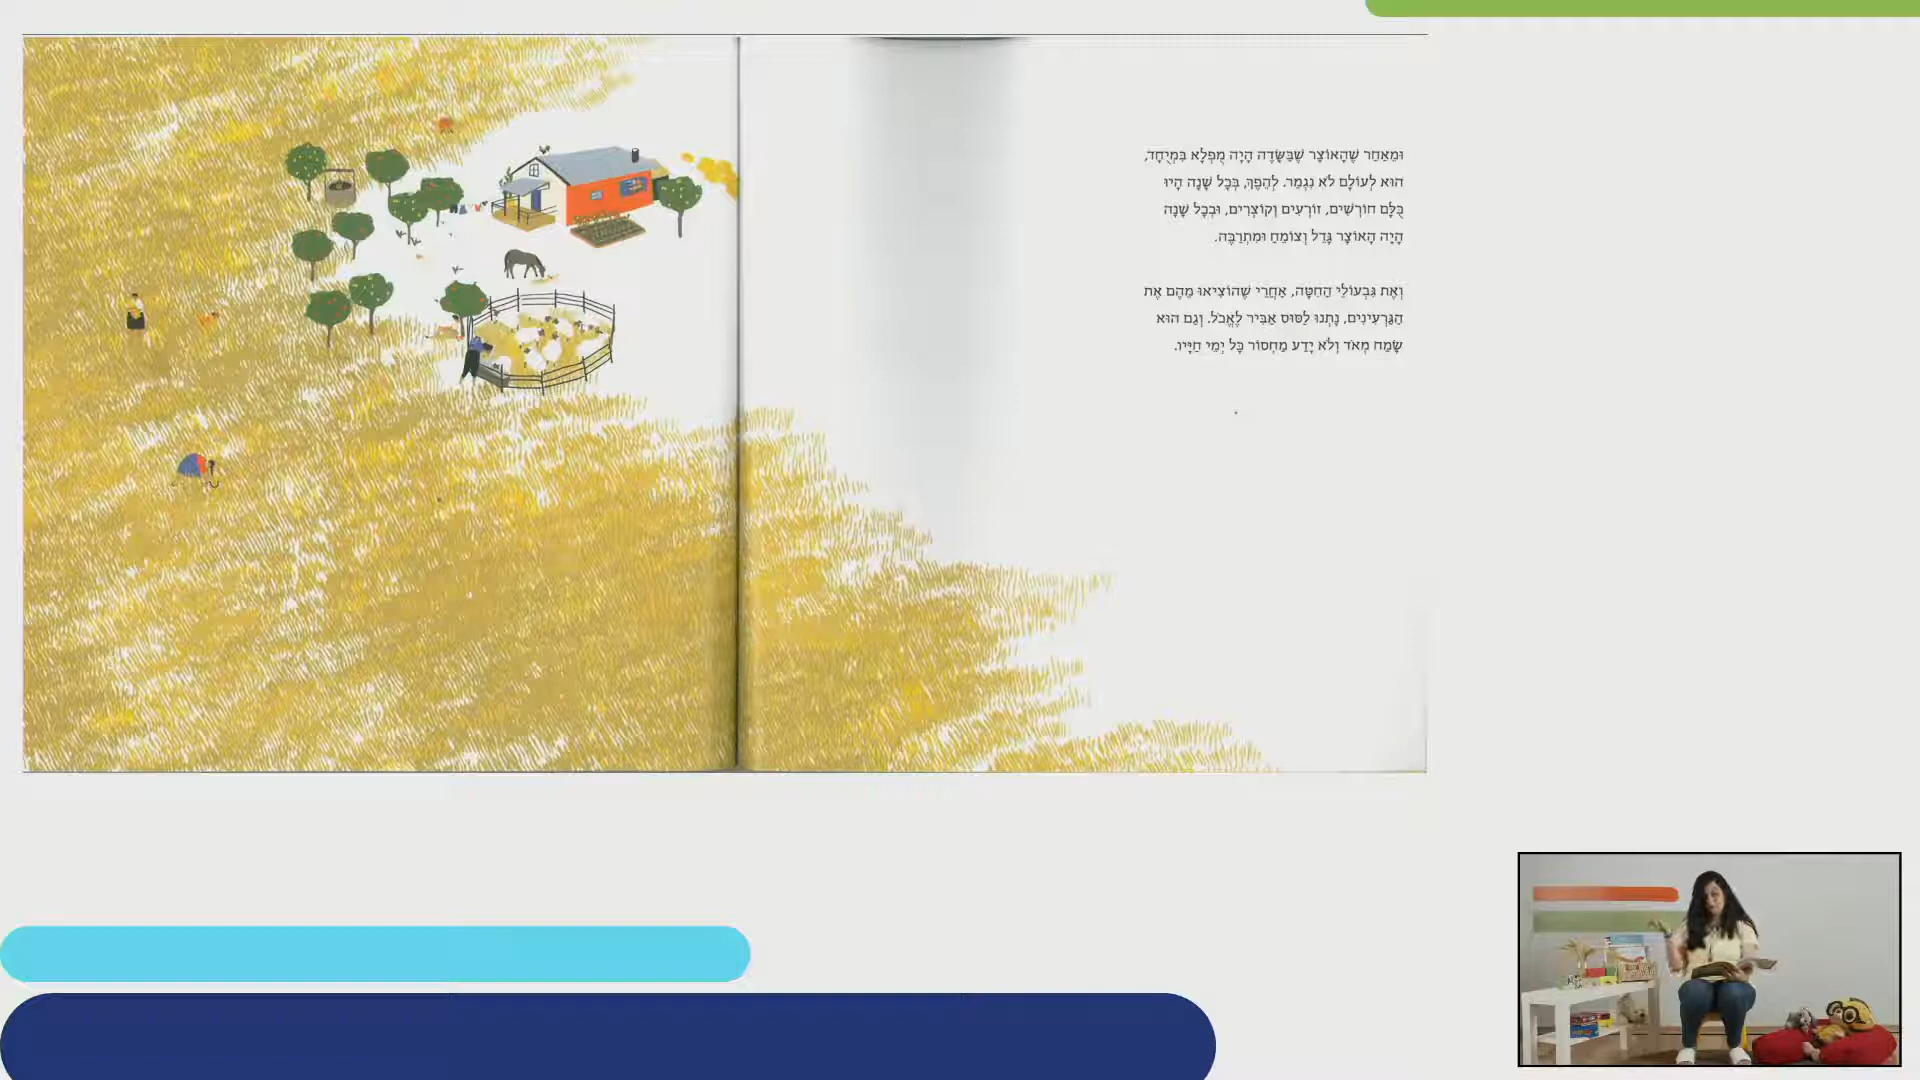 וּמֵאַחַר שֶׁהָאוֹצָר שֶׁבַּשָּׂדֶה הָיָה מֻפְלָא בִּמְיֻחָד,
הוּא לְעוֹלָם לֹא נִגְמַר. לְהֵפֶךְ, בְּכָל שָׁנָה הָיוּ
כֻּלָּם חוֹרְשִׁים, זוֹרְעִים וְקוֹצְרִים, וּבְכָל שָׁנָה
הָיָה הָאוֹצָר גָּדֵל וְצוֹמֵחַ וּמִתְרַבֶּה.
וְאֶת גִּבְעוֹלֵי הַחִטָּה, אַחֲרֵי שֶׁהוֹצִיאוּ מֵהֶם אֶת
הַגַּרְעִינִים, נָתְנוּ לַסּוּס אַבִּיר לֶאֱכֹל. וְגַם הוּא
שָׂמַח מְאֹד וְלֹא יָדַע מַחְסוֹר כָּל יְמֵי חַיָּיו.